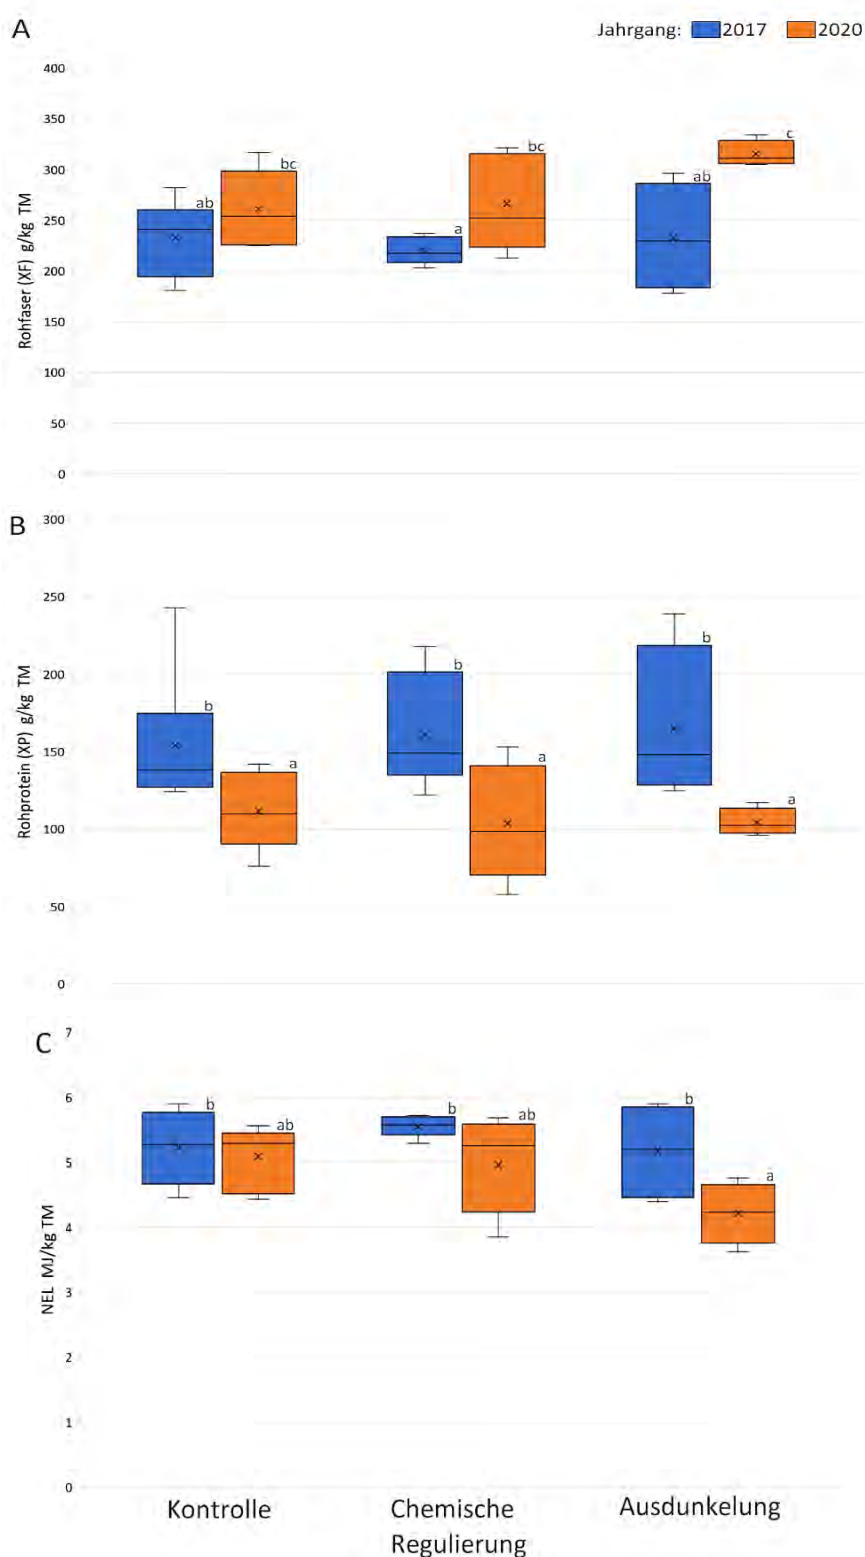 A
Jahrgang: 2017 2020
Rohfaser (XF) g/kg TM
400
350
300
250
200
150
100
50
0
ab
bc
a
bc
ab
c
B
Rohprotein (XP) g/kg TM
300
250
200
150
100
50
0
b
a
b
a
b
a
C
NEL MJ/kg TM
7
6
5
4
3
2
1
0
b
ab
b
ab
b
a
Kontrolle
Chemische
Regulierung
Ausdunkelung